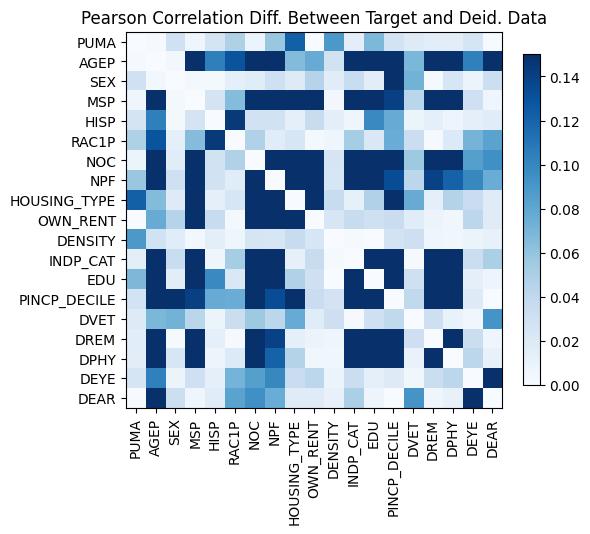 Pearson Correlation Diff. Between Target and Deid. Data
PUMA
AGEP
SEX
MSP
HISP
RAC1P
NOC
NPF
HOUSING_TYPE
OWN_RENT
DENSITY
INDP_CAT
EDU
PINCP_DECILE
DVET
DREM
DPHY
DEYE
DEAR
0.14
0.12
0.10
0.08
0.06
0.04
0.02
0.00
PUMA
AGEP
SEX
MSP
HISP
RAC1P
NOC
NPF
HOUSING_TYPE
OWN_RENT
DENSITY
INDP_CAT
EDU
PINCP_DECILE
DVET
DREM
DPHY
DEYE
DEAR